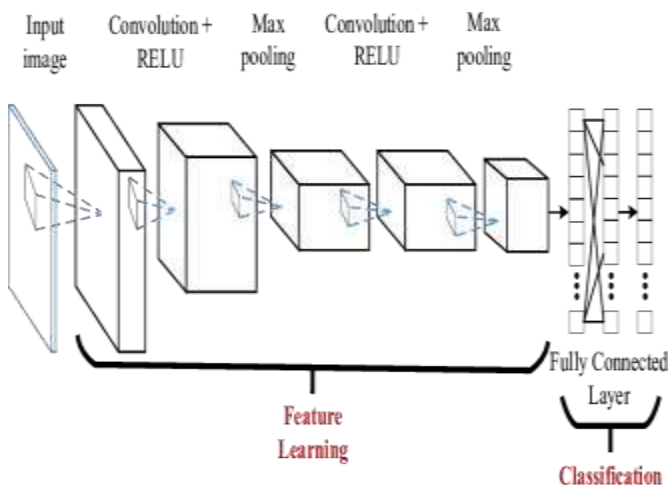 Input
image
Convolution +
RELU
Max
pooling
Convolution +
RELU
Max
pooling
Fully Connected
Layer
Feature
Learning
Classification